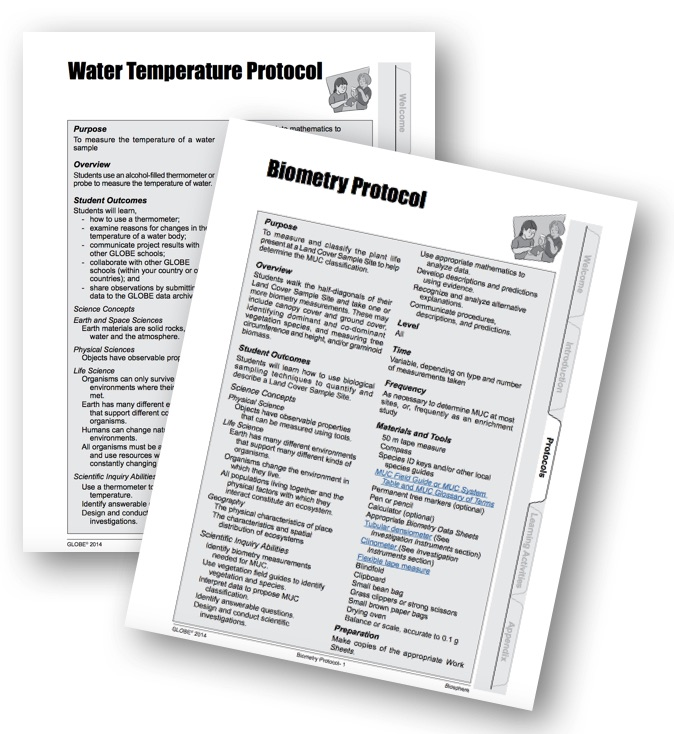 Water Temperature Protocol
Welcome
Purpose
To measure the temperature of a water
sample
Overview
Students use an alcohol-filled thermometer or
probe to measure the temperature of water.
Student Outcomes
Students will learn,
- how to use a thermometer;
- examine reasons for changes in the
temperature of a water body;
- communicate project results with
other GLOBE schools;
- collaborate with other GLOBE
schools (within your country or
countries); and
- share observations by submitting
data to the GLOBE data
Science Concepts
Earth and Space Sciences
Earth materials are solid rocks,
water and the atmosphere.
Physical Sciences
Objects have observable
Life Science
Organisms can only survive
environments where their
met.
Earth has many different
that support different
organisms.
Humans can change
environments.
All organisms must be
and use resources
constantly changing
Scientific Inquiry Abilities
Use a thermometer
temperature.
Identify answerable
Design and conduct
investigations.
GLOBE® 2014
mathematics to
Biometry Protocol
Purpose
To measure and classify the plant life
present at a Land Cover Sample Site to help
determine the MUC classification.
Overview
Students walk the half-diagonals of their
Land Cover Sample Site and take one or
more biometry measurements. These may
include canopy cover and ground cover,
identifying dominant and co-dominant
vegetation species, and measuring tree
circumference and height, and/or graminoid
biomass.
Student Outcomes
Students will learn how to use biological
sampling techniques to quantify and
describe a Land Cover Sample Site.
Science Concepts
Physical Science
Objects have observable properties
that can be measured using tools.
Life Science
Earth has many different environments
that support many different kinds of
organisms.
Organisms change the environment in
which they live.
All populations living together and the
physical factors with which they
interact constitute an ecosystem.
Geography
The physical characteristics of place
The characteristics and spatial
distribution of ecosystems
Scientific Inquiry Abilities
Identify biometry measurements
needed for MUC.
Use vegetation field guides to identify
vegetation and species.
Interpret data to propose MUC
classification.
Identify answerable questions.
Design and conduct scientific
investigations.
Use appropriate mathematics to
analyze data.
Develop descriptions and predictions
using evidence.
Recognize and analyze alternative
explanations.
Communicate procedures,
descriptions, and predictions.
Level
All
Time
Variable, depending on type and number
of measurements taken
Frequency
As necessary to determine MUC at most
sites, or, frequently as an enrichment
study
Materials and Tools
50 m tape measure
Compass
Species ID keys and/or other local
species guides
MUC Field Guide or MUC System
Table and MUC Glossary of Terms
Permanent tree markers (optional)
Pen or pencil
Calculator (optional)
Appropriate Biometry Data Sheets
Tubular densiometer (See
Investigation Instruments section)
Clinometer (See Investigation
Instruments section)
Flexible tape measure
Blindfold
Clipboard
Small bean bag
Grass clippers or strong scissors
Small brown paper bags
Drying oven
Balance or scale, accurate to 0.1 g
Preparation
Make copies of the appropriate Work
Sheets.
Welcome
Introduction
Protocols
Learning Activities
Appendix
GLOBE® 2014
Biometry Protocol- 1
Biosphere